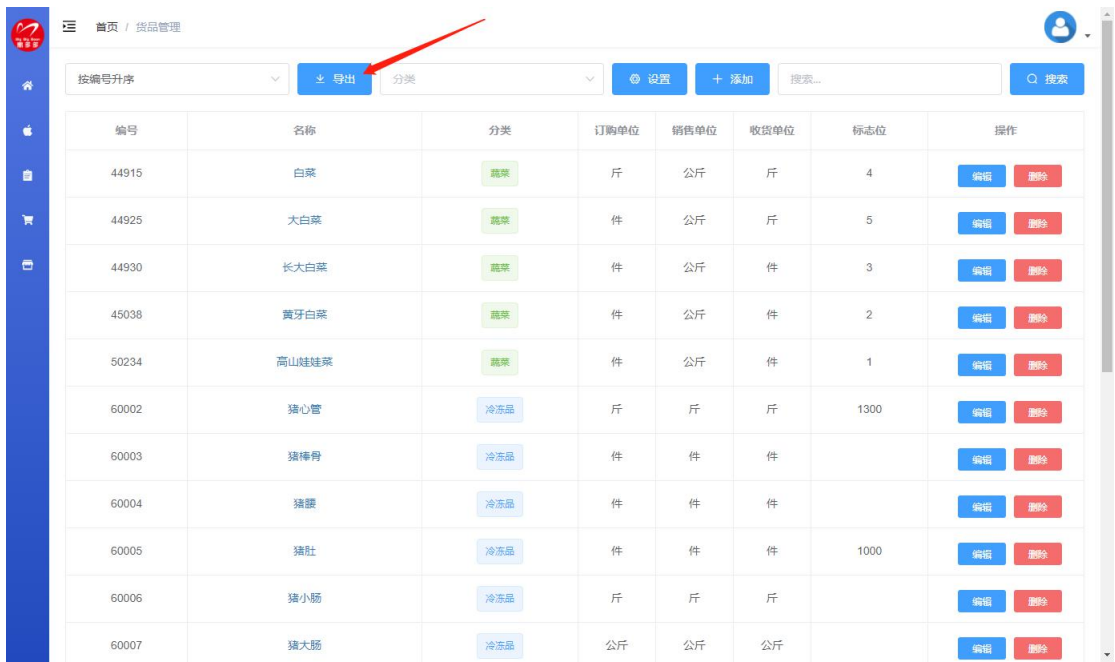 首页 / 货品管理
按编号升序 导出 分类 设置 添加 搜索... 搜索
编号 名称 分类 订购单位 销售单位 收货单位 标志位 操作
44915 白菜 蔬菜 斤 公斤 斤 4 编辑 删除
44925 大白菜 蔬菜 件 公斤 斤 5 编辑 删除
44930 长大白菜 蔬菜 件 公斤 件 3 编辑 删除
45038 黄牙白菜 蔬菜 件 公斤 件 2 编辑 删除
50234 高山娃娃菜 蔬菜 件 公斤 件 1 编辑 删除
60002 猪心管 冷冻品 斤 斤 斤 1300 编辑 删除
60003 猪棒骨 冷冻品 件 件 件 编辑 删除
60004 猪腰 冷冻品 件 件 件 编辑 删除
60005 猪肚 冷冻品 件 件 件 1000 编辑 删除
60006 猪小肠 冷冻品 斤 斤 斤 编辑 删除
60007 猪大肠 冷冻品 公斤 公斤 公斤 编辑 删除